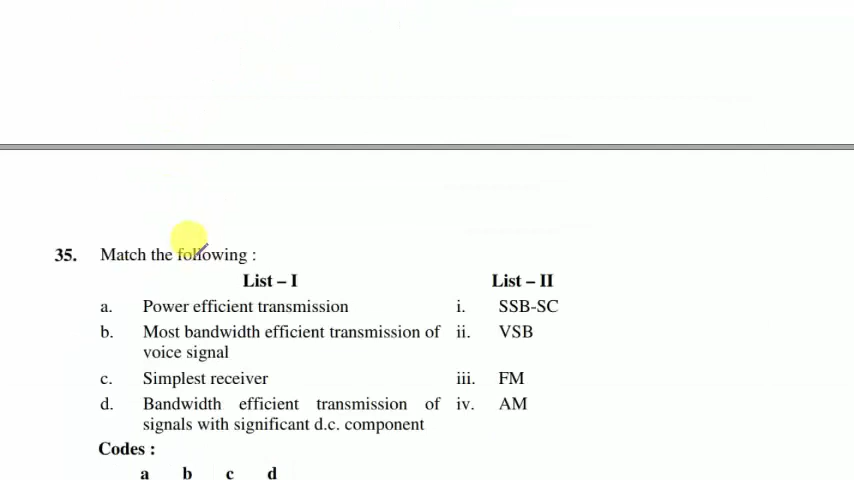 35. Match the following :
List – I List – II
a. Power efficient transmission i. SSB-SC
b. Most bandwidth efficient transmission of ii. VSB
voice signal
c. Simplest receiver iii. FM
d. Bandwidth efficient transmission of iv. AM
signals with significant d.c. component
Codes :
a b c d